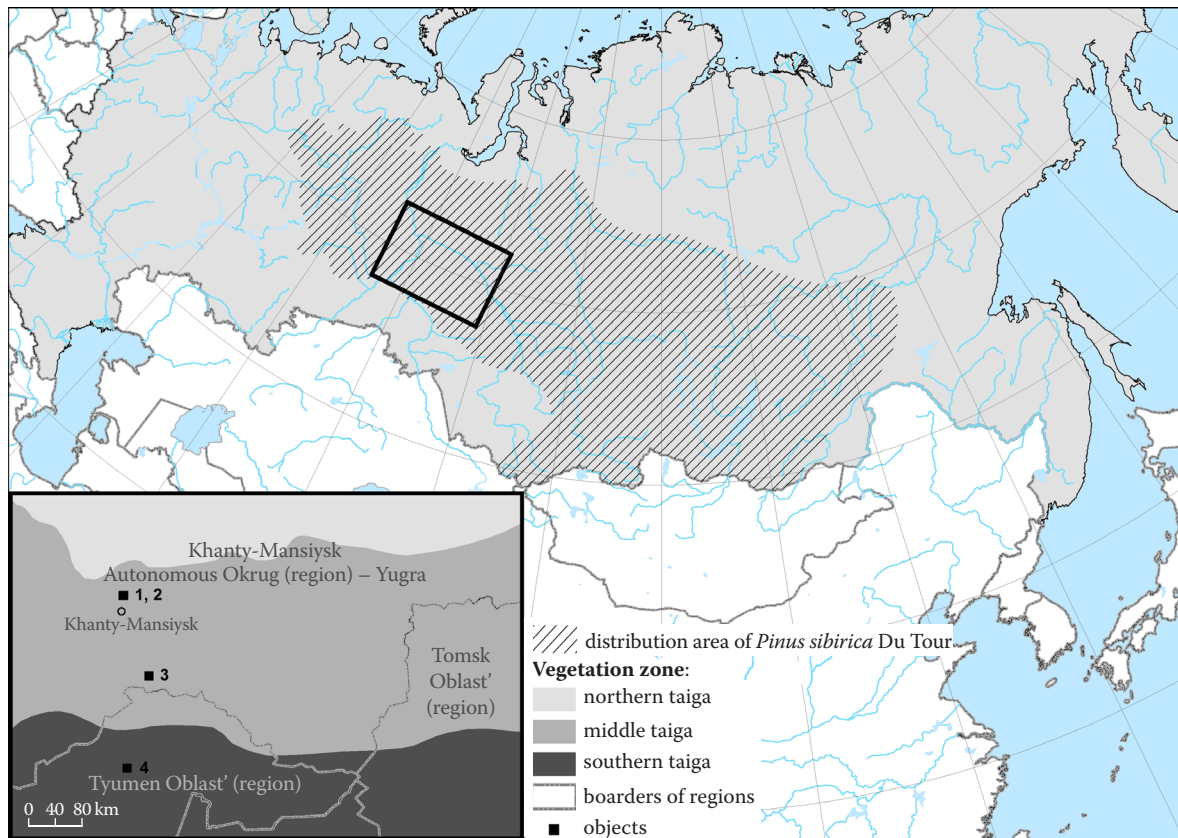 Khanty-Mansiysk
Autonomous Okrug (region) – Yugra
1, 2
Khanty-Mansiysk
3
Tomsk
Oblast’
(region)
4
Tyumen Oblast’ (region)
0 40 80 km
distribution area of Pinus sibirica Du Tour
Vegetation zone:
northern taiga
middle taiga
southern taiga
boarders of regions
objects